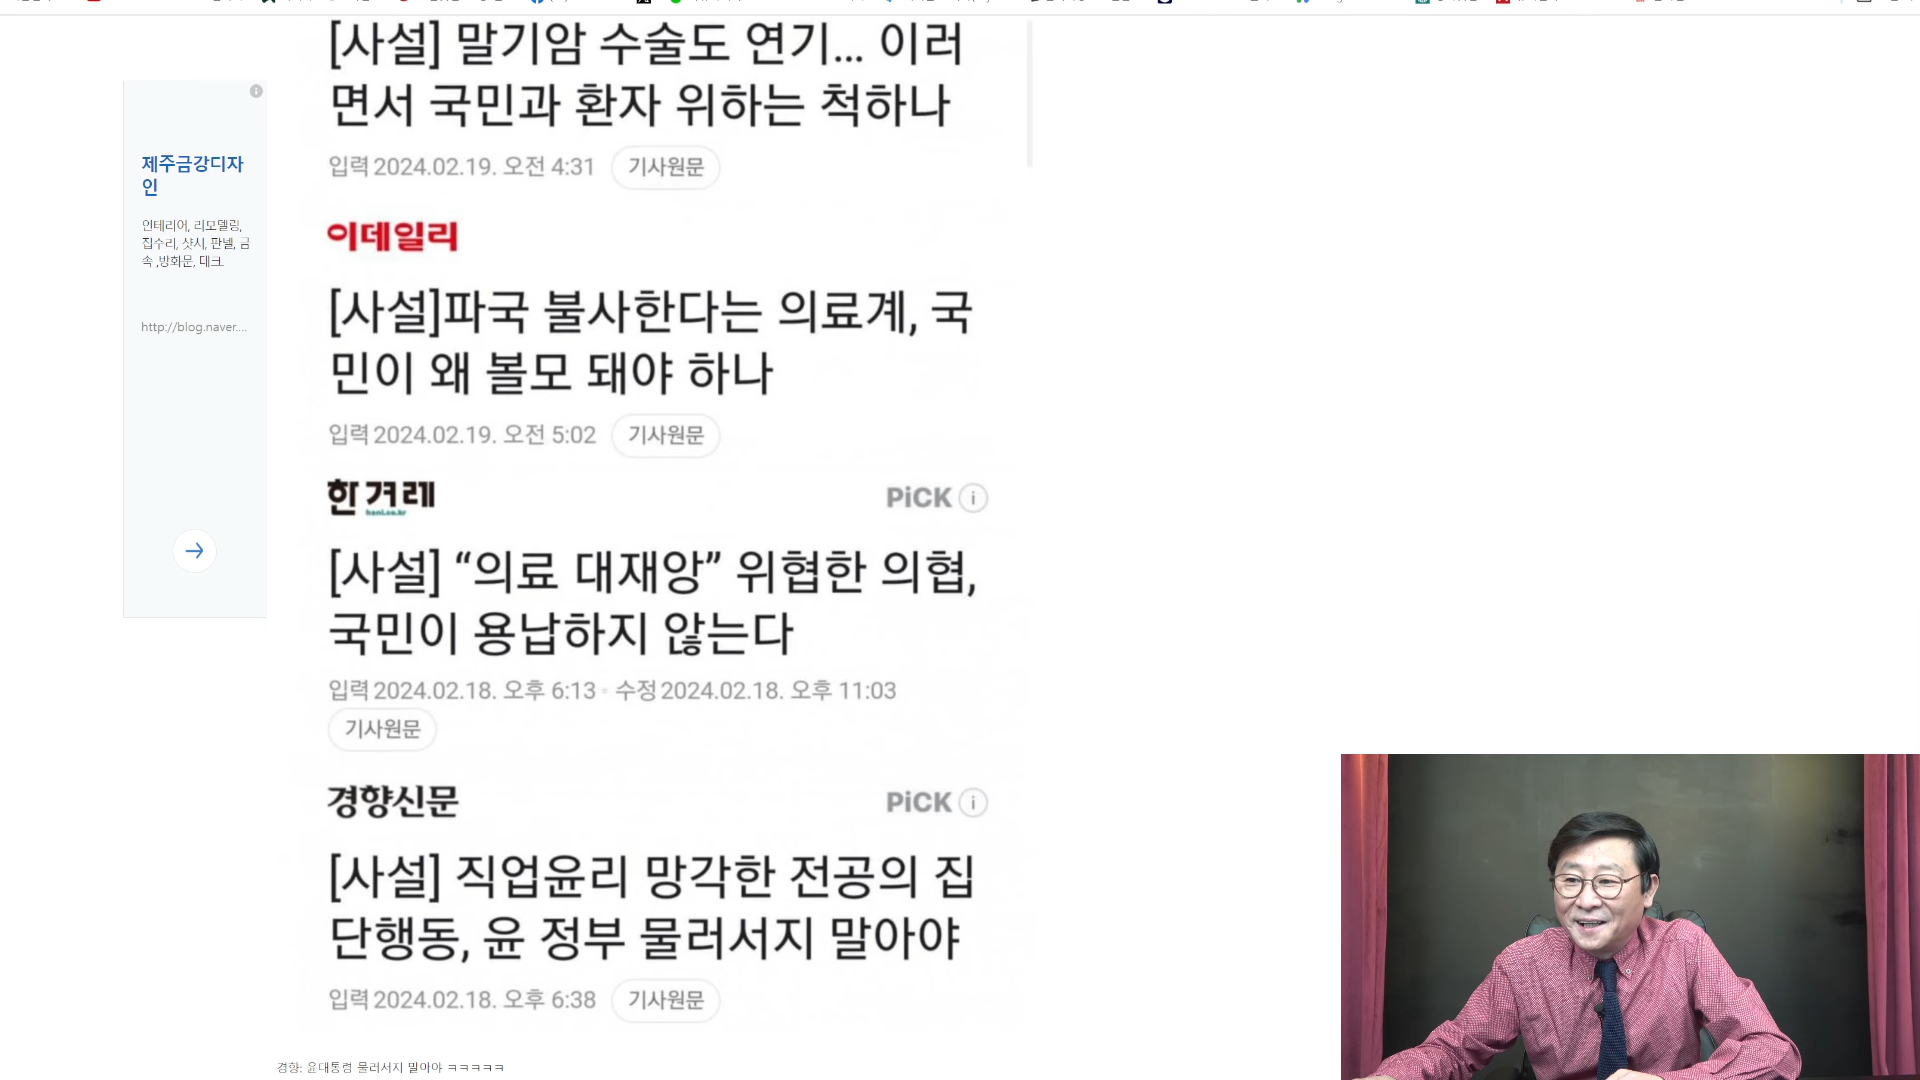 [사설] 말기암 수술도 연기... 이러
면서 국민과 환자 위하는 척하나
입력 2024.02.19. 오전 4:31 기사원문
제주금강디자
인
인테리어, 리모델링,
집수리, 샷시, 판넬, 금
속 ,방화문, 데크.
http://blog.naver....
이데일리
[사설]파국 불사한다는 의료계, 국
민이 왜 볼모 돼야 하나
입력 2024.02.19. 오전 5:02 기사원문
한겨레 PiCK i
hani.co.kr
[사설] “의료 대재앙” 위협한 의협,
국민이 용납하지 않는다
입력 2024.02.18. 오후 6:13 · 수정 2024.02.18. 오후 11:03
기사원문
경향신문 PiCK i
[사설] 직업윤리 망각한 전공의 집
단행동, 윤 정부 물러서지 말아야
입력 2024.02.18. 오후 6:38 기사원문
경향: 윤대통령 물러서지 말아야 ㅋㅋㅋㅋㅋ